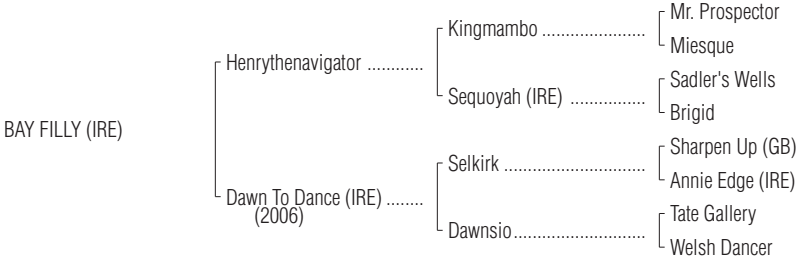 Mr. Prospector
Kingmambo ......................
Miesque
Henrythenavigator ............
Sadler's Wells
Sequoyah (IRE) ................
Brigid
BAY FILLY (IRE)
Sharpen Up (GB)
Selkirk ..............................
Annie Edge (IRE)
Dawn To Dance (IRE) ........
(2006)
Tate Gallery
Dawnsio............................
Welsh Dancer